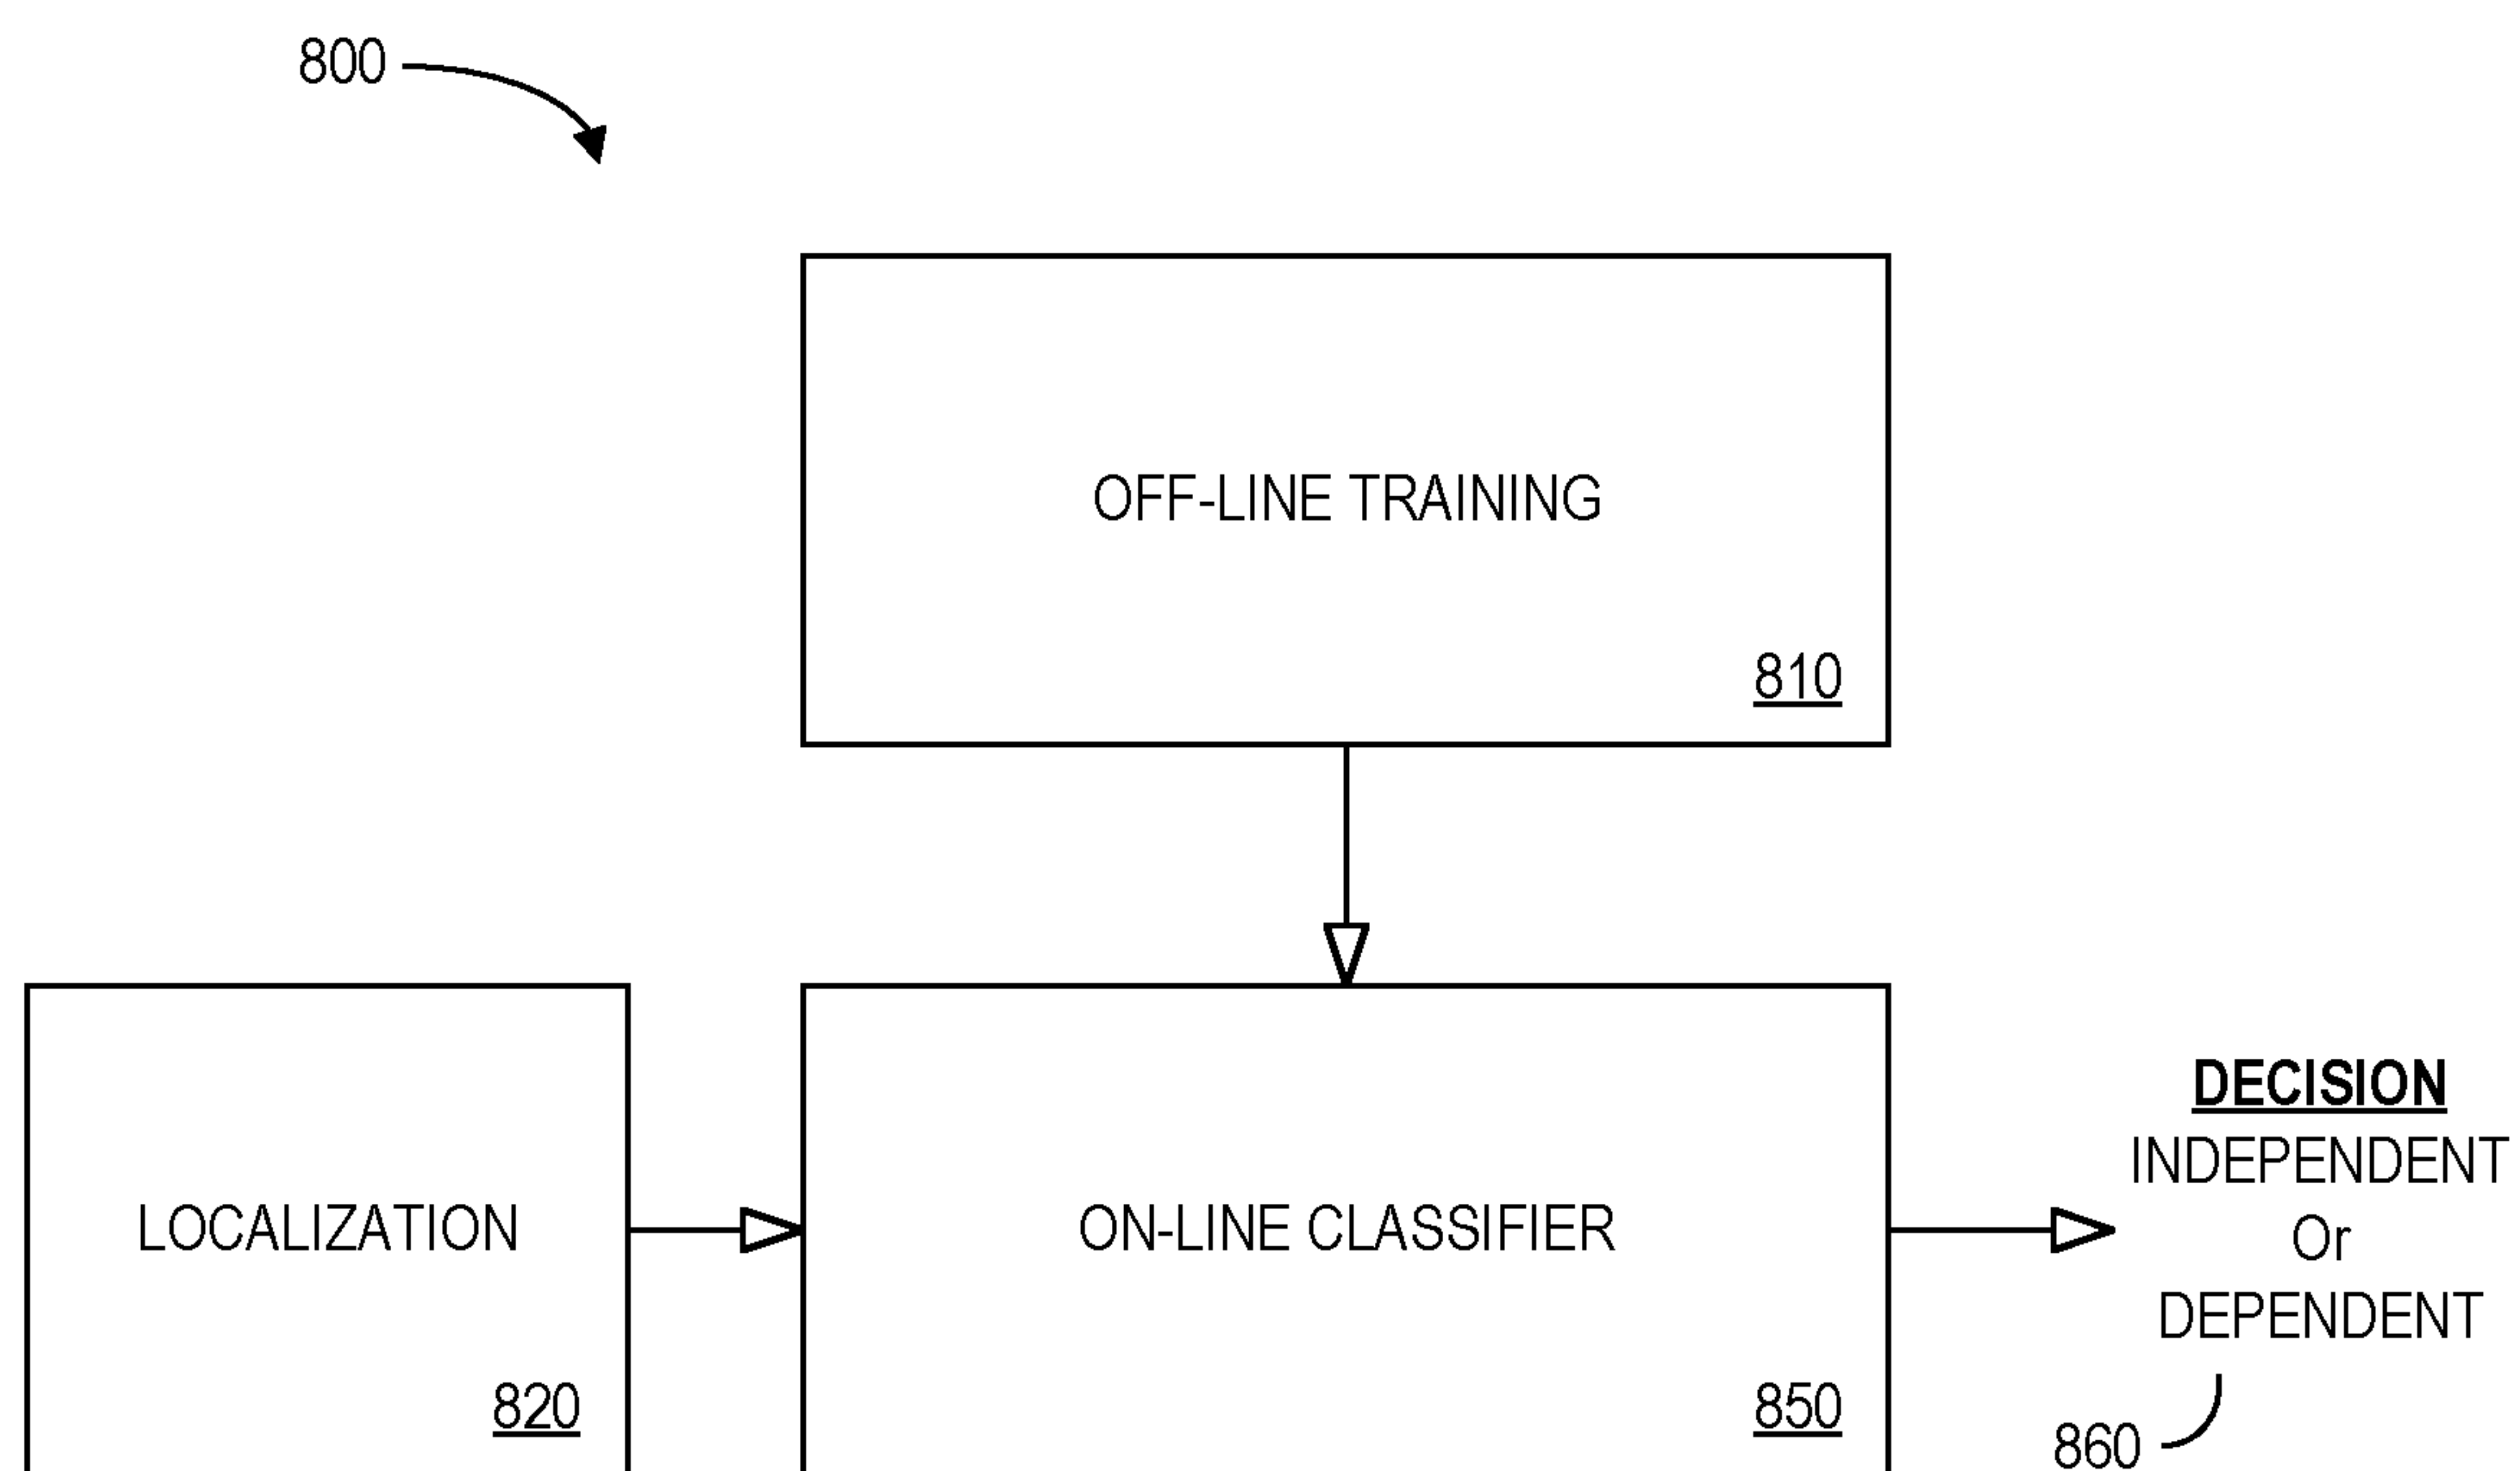 800
OFF-LINE TRAINING
810
LOCALIZATION
820
ON-LINE CLASSIFIER
850
DECISION
INDEPENDENT
Or
DEPENDENT
860